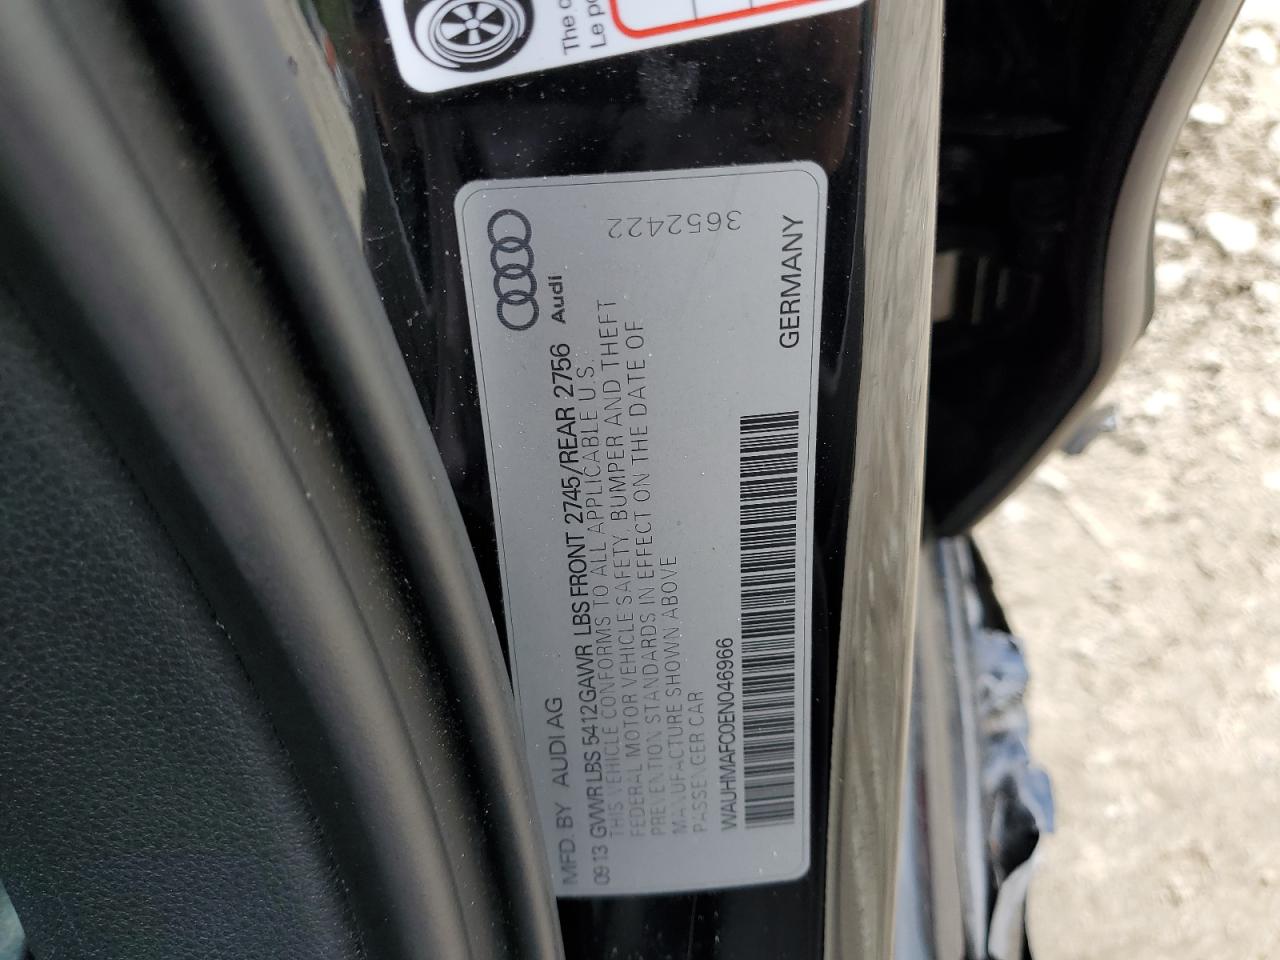 The
Le
Audi
MFD. BY AUDI AG
09 13 GVWR LBS 5412 GAWR LBS FRONT 2745/REAR 2756
THIS VEHICLE CONFORMS TO ALL APPLICABLE U.S.
FEDERAL MOTOR VEHICLE SAFETY, BUMPER AND THEFT
PREVENTION STANDARDS IN EFFECT ON THE DATE OF
MANUFACTURE SHOWN ABOVE
PASSENGER CAR
3652422
WAUHMAFC0EN046966
GERMANY